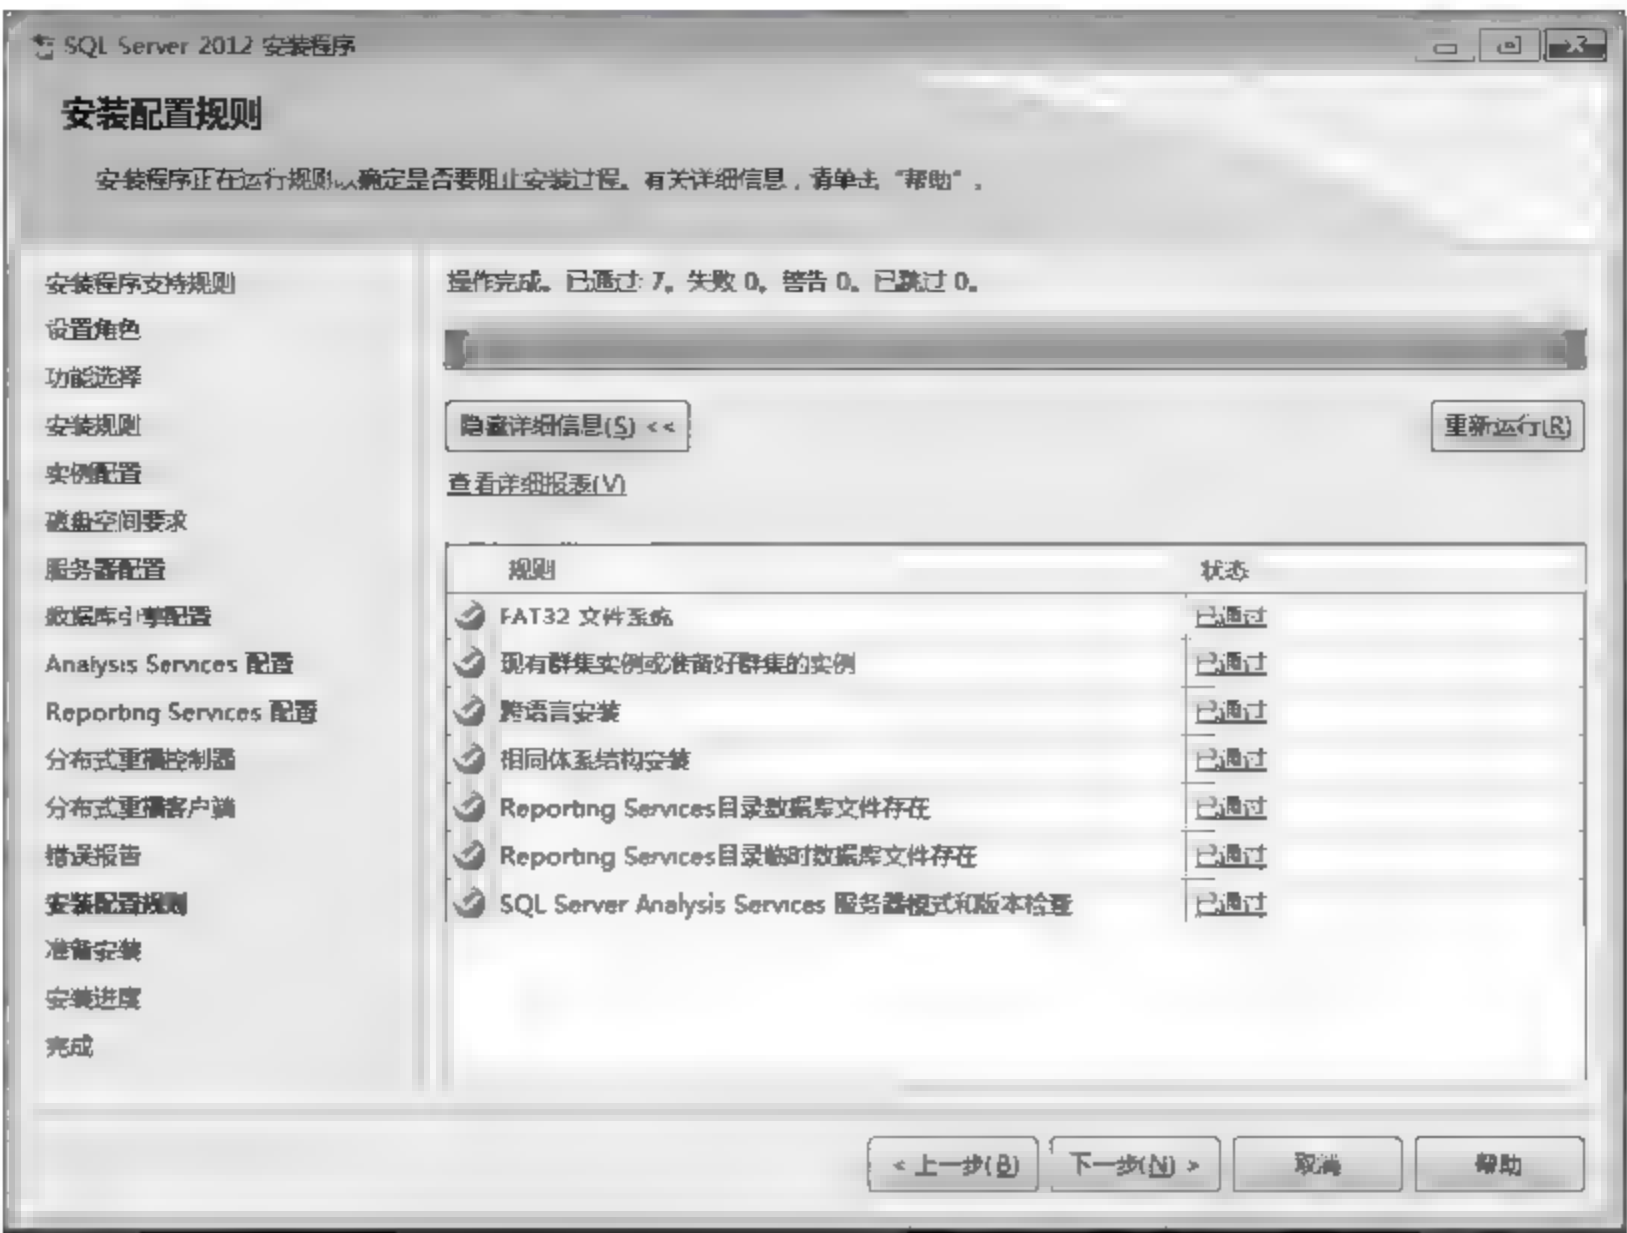 SQL Server 2012 安装程序
安装配置规则
安装程序正在运行规则以确定是否要阻止安装过程。有关详细信息，请单击“帮助”。
安装程序支持规则
设置角色
功能选择
安装规则
实例配置
磁盘空间要求
服务器配置
数据库引擎配置
Analysis Services 配置
Reporting Services 配置
分布式重播控制器
分布式重播客户端
错误报告
安装配置规则
准备安装
安装进度
完成
操作完成。已通过: 7。失败 0。警告 0。已跳过 0。
隐藏详细信息(S) <<
重新运行(R)
查看详细报表(V)
规则 状态
FAT32 文件系统 已通过
现有群集实例或准备好群集的实例 已通过
跨语言安装 已通过
相同体系结构安装 已通过
Reporting Services目录数据库文件存在 已通过
Reporting Services目录临时数据库文件存在 已通过
SQL Server Analysis Services 服务器模式和版本检查 已通过
< 上一步(B) 下一步(N) > 取消 帮助